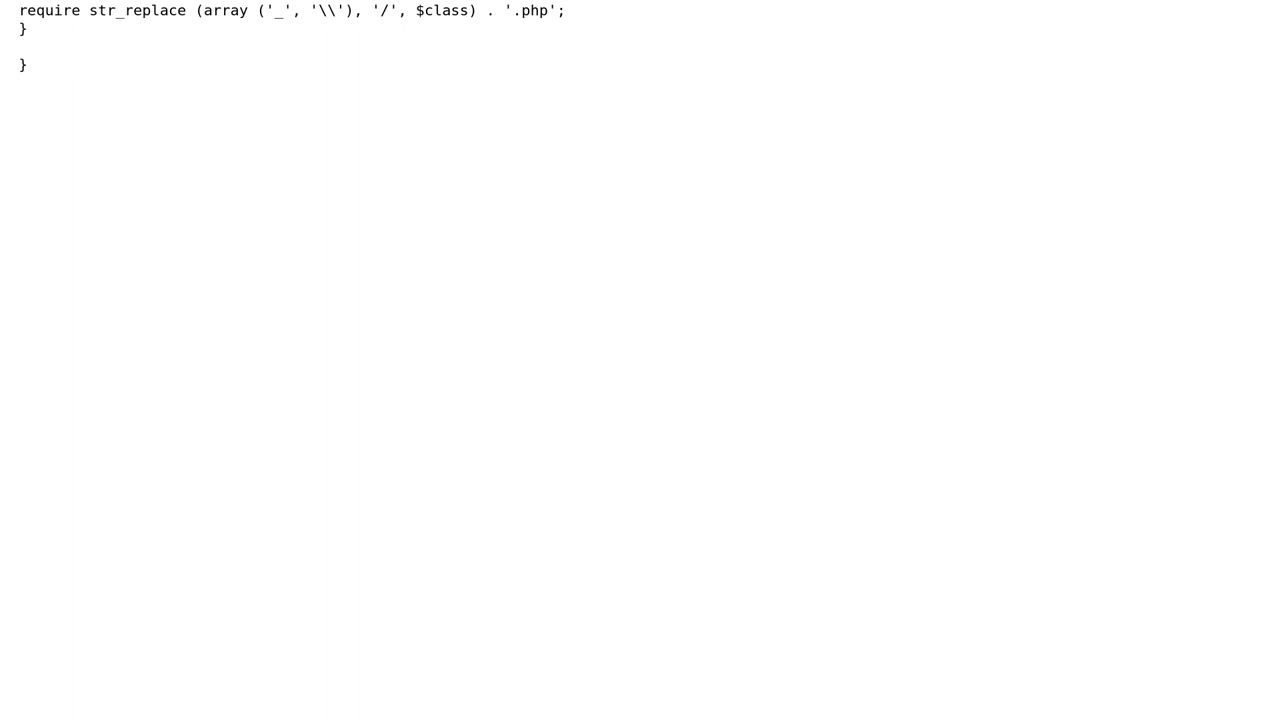 require str_replace (array ('_', '\\'), '/', $class) . '.php';
}
}